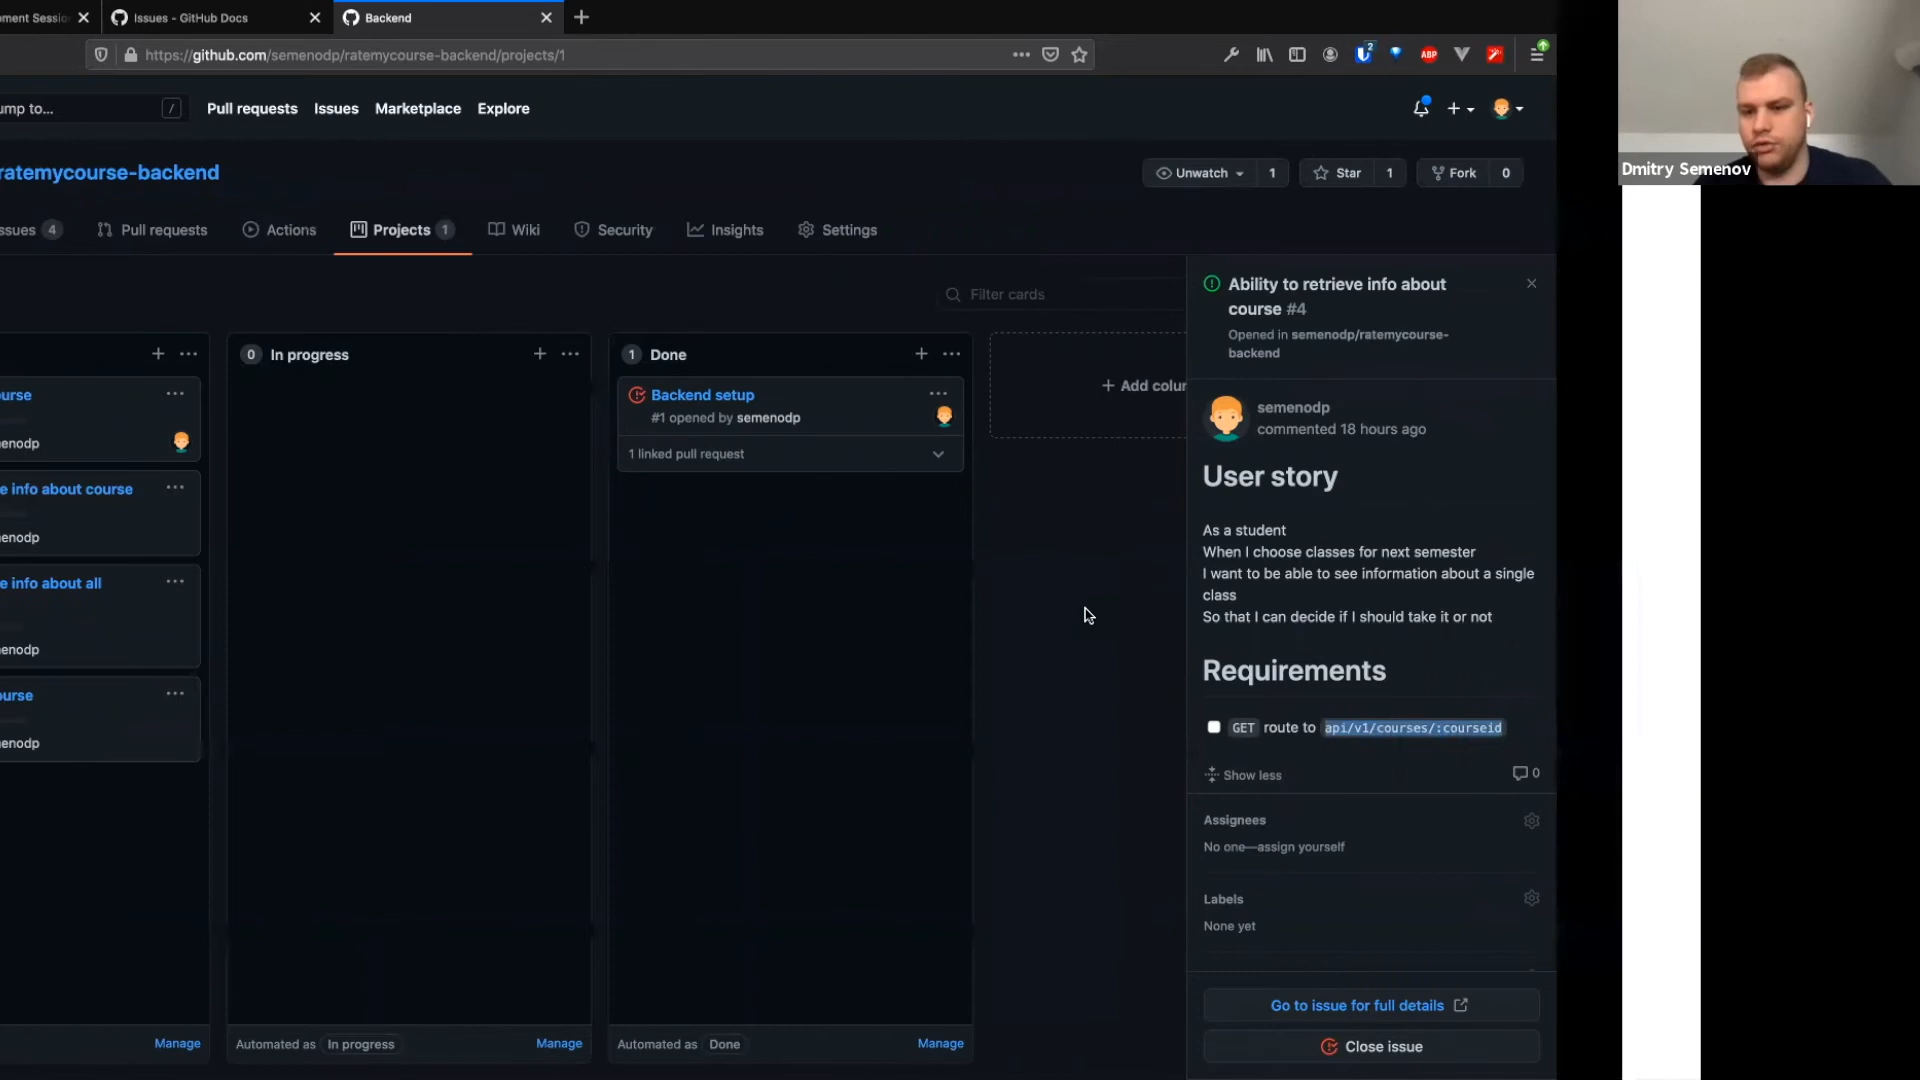 ment Sessio
Issues - GitHub Docs
Backend
https://github.com/semenodp/ratemycourse-backend/projects/1
2
ABP
ump to...
/
Pull requests
Issues
Marketplace
Explore
ratemycourse-backend
Unwatch 1
Star 1
Fork 0
ssues 4
Pull requests
Actions
Projects 1
Wiki
Security
Insights
Settings
Filter cards
ourse
enodp
e info about course
enodp
e info about all
enodp
ourse
enodp
Manage
0 In progress
Automated as In progress
Manage
1 Done
Backend setup
#1 opened by semenodp
1 linked pull request
Automated as Done
Manage
+ Add colu
Ability to retrieve info about
course #4
Opened in semenodp/ratemycourse-
backend
semenodp
commented 18 hours ago
User story
As a student
When I choose classes for next semester
I want to be able to see information about a single
class
So that I can decide if I should take it or not
Requirements
GET route to api/v1/courses/:courseid
Show less
0
Assignees
No one—assign yourself
Labels
None yet
Go to issue for full details
Close issue
Dmitry Semenov